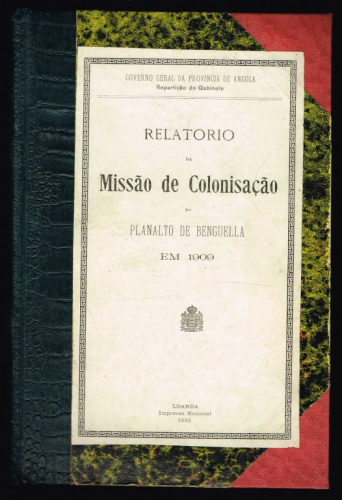 GOVERNO GERAL DA PROVINCIA DE ANGOLA
Repartição do Gabinete
RELATORIO
DA
Missão de Colonisação
NO
PLANALTO DE BENGUELLA
EM 1909
LOANDA
Imprensa Nacional
1910